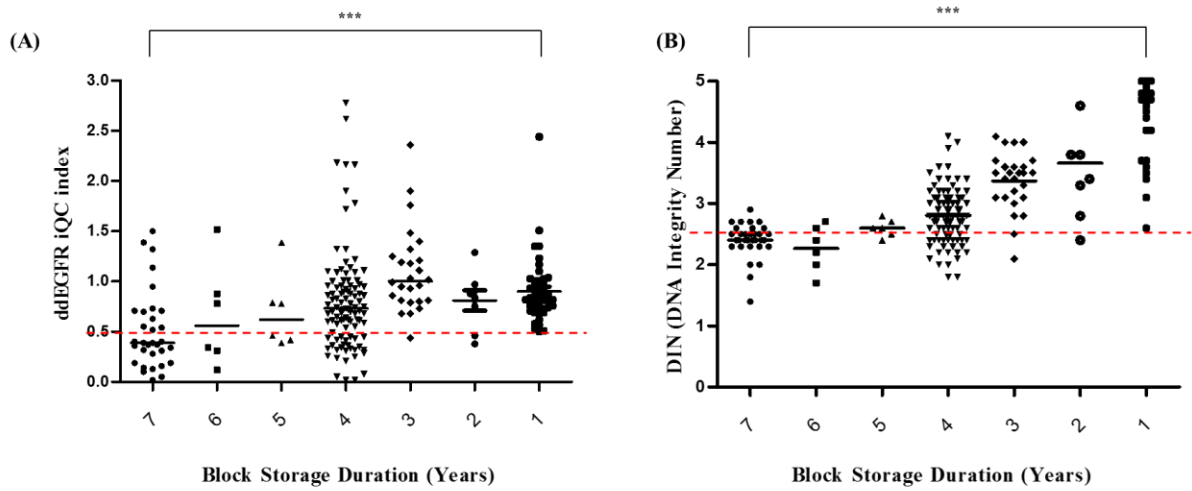 ***
(A)
3.0
2.5
2.0
1.5
1.0
0.5
0.0
ddEGFR iQC index
7 6 5 4 3 2 1
Block Storage Duration (Years)
***
(B)
5
4
3
2
1
0
DIN (DNA Integrity Number)
7 6 5 4 3 2 1
Block Storage Duration (Years)